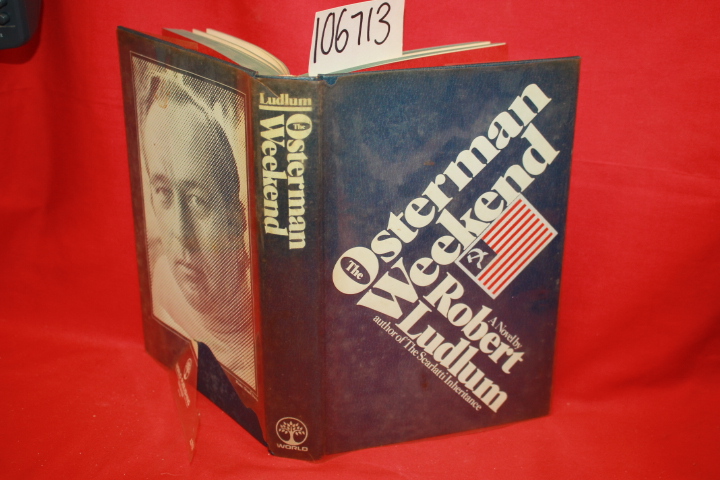 106713
Ludlum
The
Osterman
Weekend
WORLD
The
Osterman
Weekend
A Novel by
Robert
Ludlum
author of The Scarlatti Inheritance